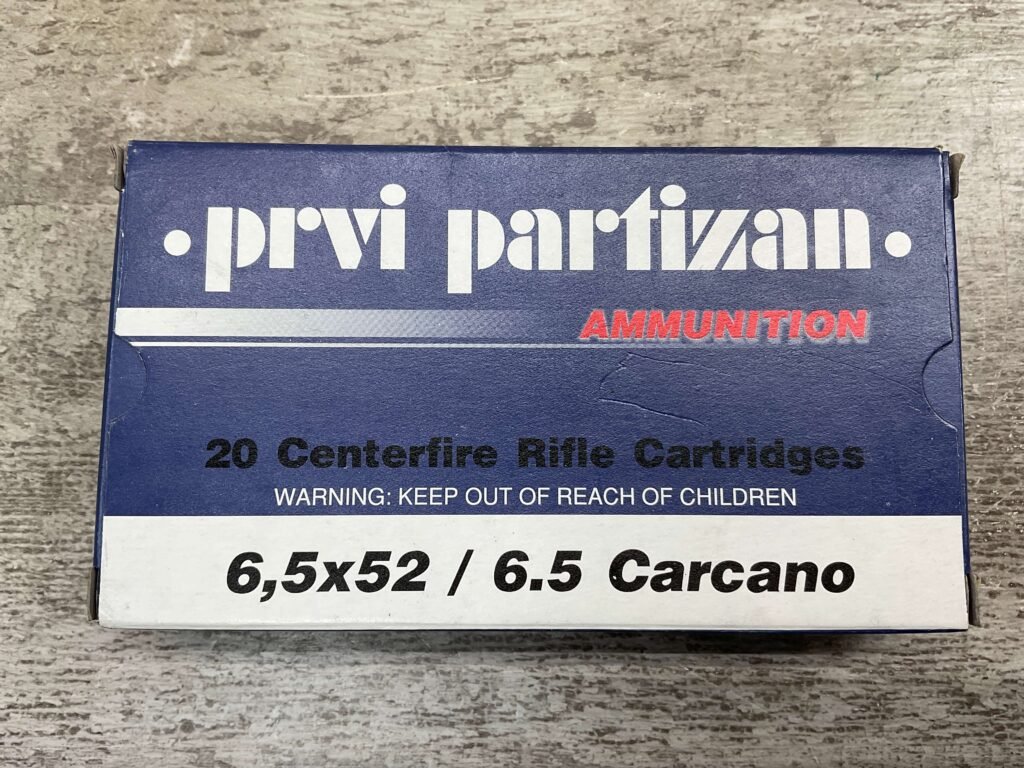 • prvi partizan •
AMMUNITION
20 Centerfire Rifle Cartridges
WARNING: KEEP OUT OF REACH OF CHILDREN
6,5x52 / 6.5 Carcano